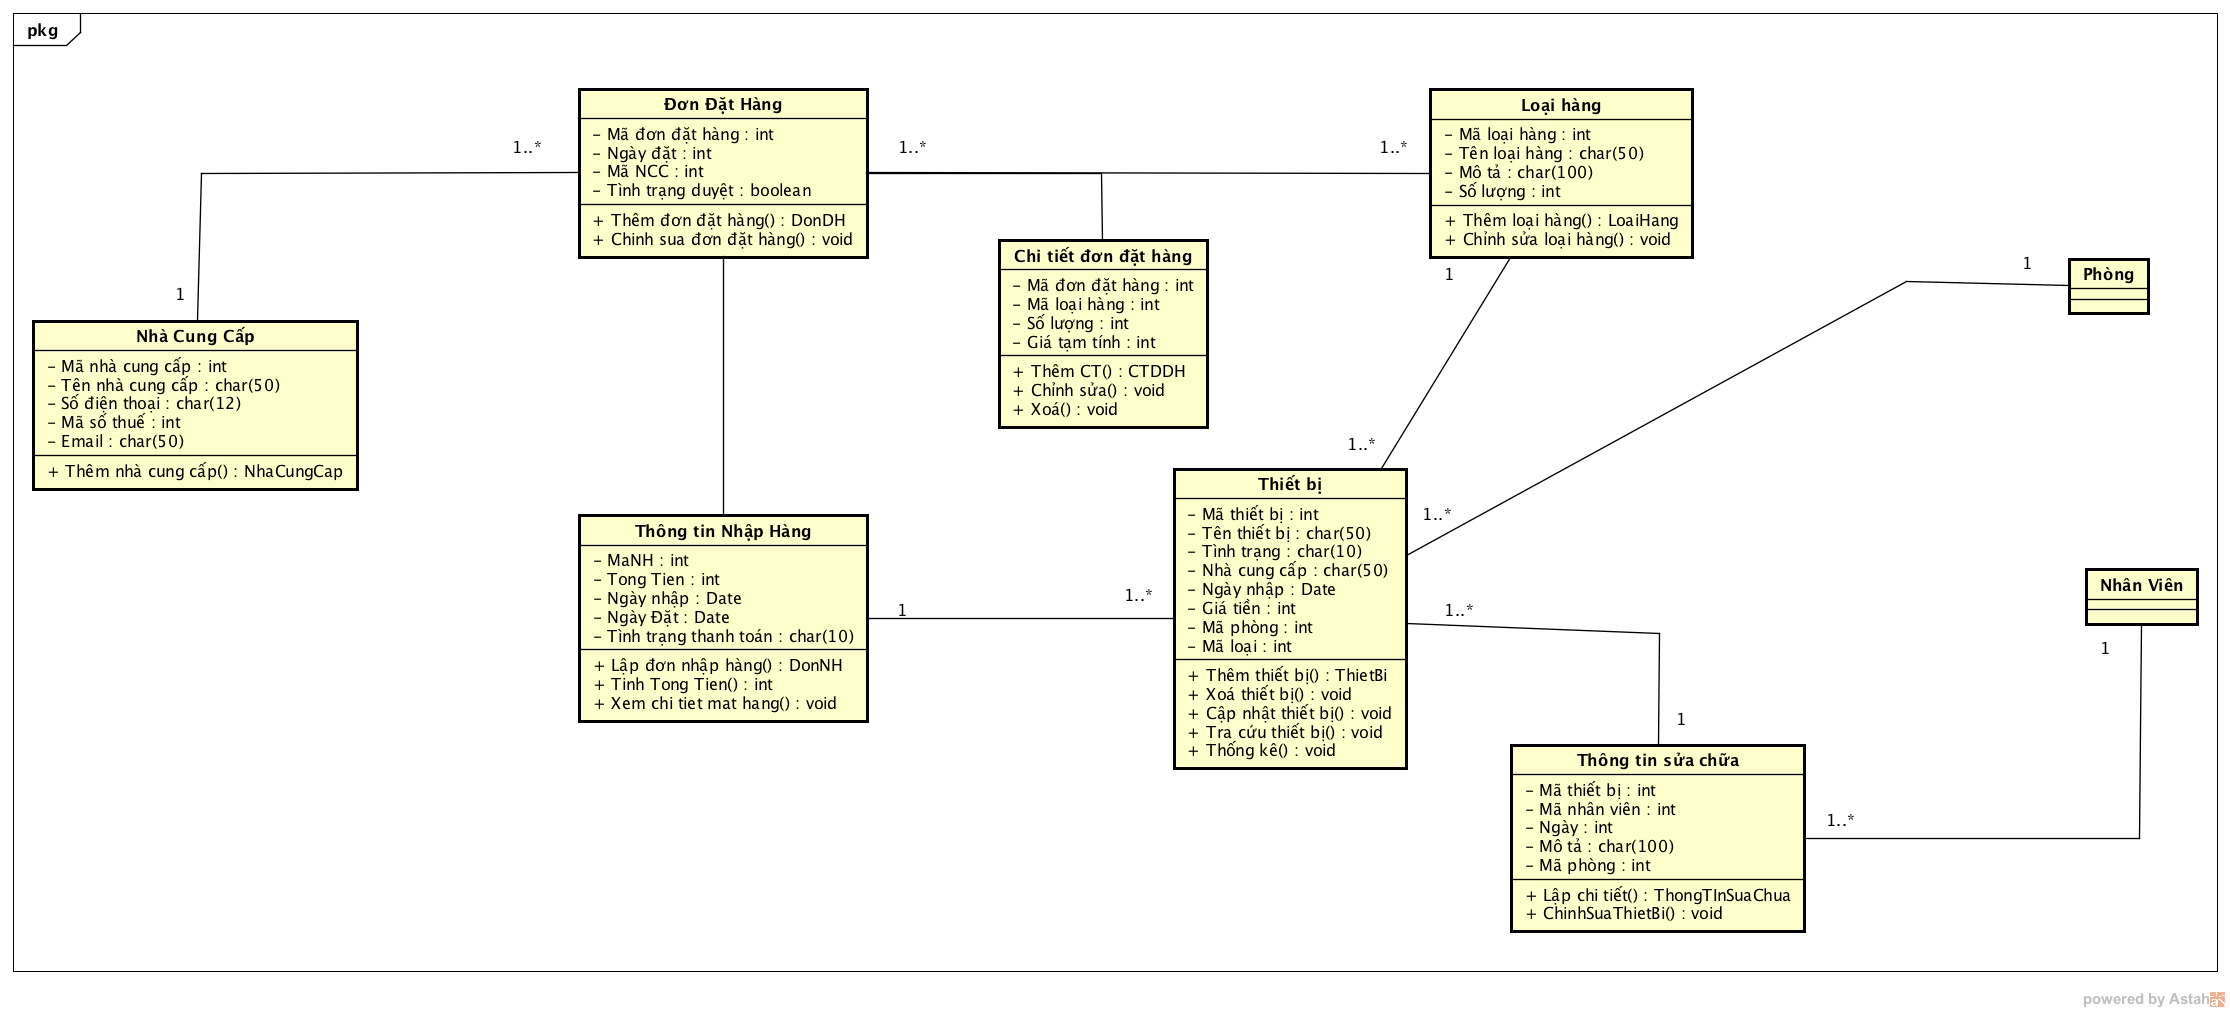 pkg
Đơn Đặt Hàng
– Mã đơn đặt hàng : int
– Ngày đặt : int
– Mã NCC : int
– Tình trạng duyệt : boolean
+ Thêm đơn đặt hàng() : DonDH
+ Chinh sua đơn đặt hàng() : void
1..*
1..*
1..*
Loại hàng
– Mã loại hàng : int
– Tên loại hàng : char(50)
– Mô tả : char(100)
– Số lượng : int
+ Thêm loại hàng() : LoaiHang
+ Chỉnh sửa loại hàng() : void
Chi tiết đơn đặt hàng
– Mã đơn đặt hàng : int
– Mã loại hàng : int
– Số lượng : int
– Giá tạm tính : int
+ Thêm CT() : CTDDH
+ Chỉnh sửa() : void
+ Xoá() : void
1
1
Phòng
1
Nhà Cung Cấp
– Mã nhà cung cấp : int
– Tên nhà cung cấp : char(50)
– Số điện thoại : char(12)
– Mã số thuế : int
– Email : char(50)
+ Thêm nhà cung cấp() : NhaCungCap
1..*
Thiết bị
– Mã thiết bị : int
– Tên thiết bị : char(50)
– Tình trạng : char(10)
– Nhà cung cấp : char(50)
– Ngày nhập : Date
– Giá tiền : int
– Mã phòng : int
– Mã loại : int
+ Thêm thiết bị() : ThietBi
+ Xoá thiết bị() : void
+ Cập nhật thiết bị() : void
+ Tra cứu thiết bị() : void
+ Thống kê() : void
1..*
Thông tin Nhập Hàng
– MaNH : int
– Tong Tien : int
– Ngày nhập : Date
– Ngày Đặt : Date
– Tình trạng thanh toán : char(10)
+ Lập đơn nhập hàng() : DonNH
+ Tinh Tong Tien() : int
+ Xem chi tiet mat hang() : void
1
1..*
1..*
Nhân Viên
1
1
Thông tin sửa chữa
– Mã thiết bị : int
– Mã nhân viên : int
– Ngày : int
– Mô tả : char(100)
– Mã phòng : int
+ Lập chi tiết() : ThongTInSuaChua
+ ChinhSuaThietBi() : void
1..*
powered by Astah